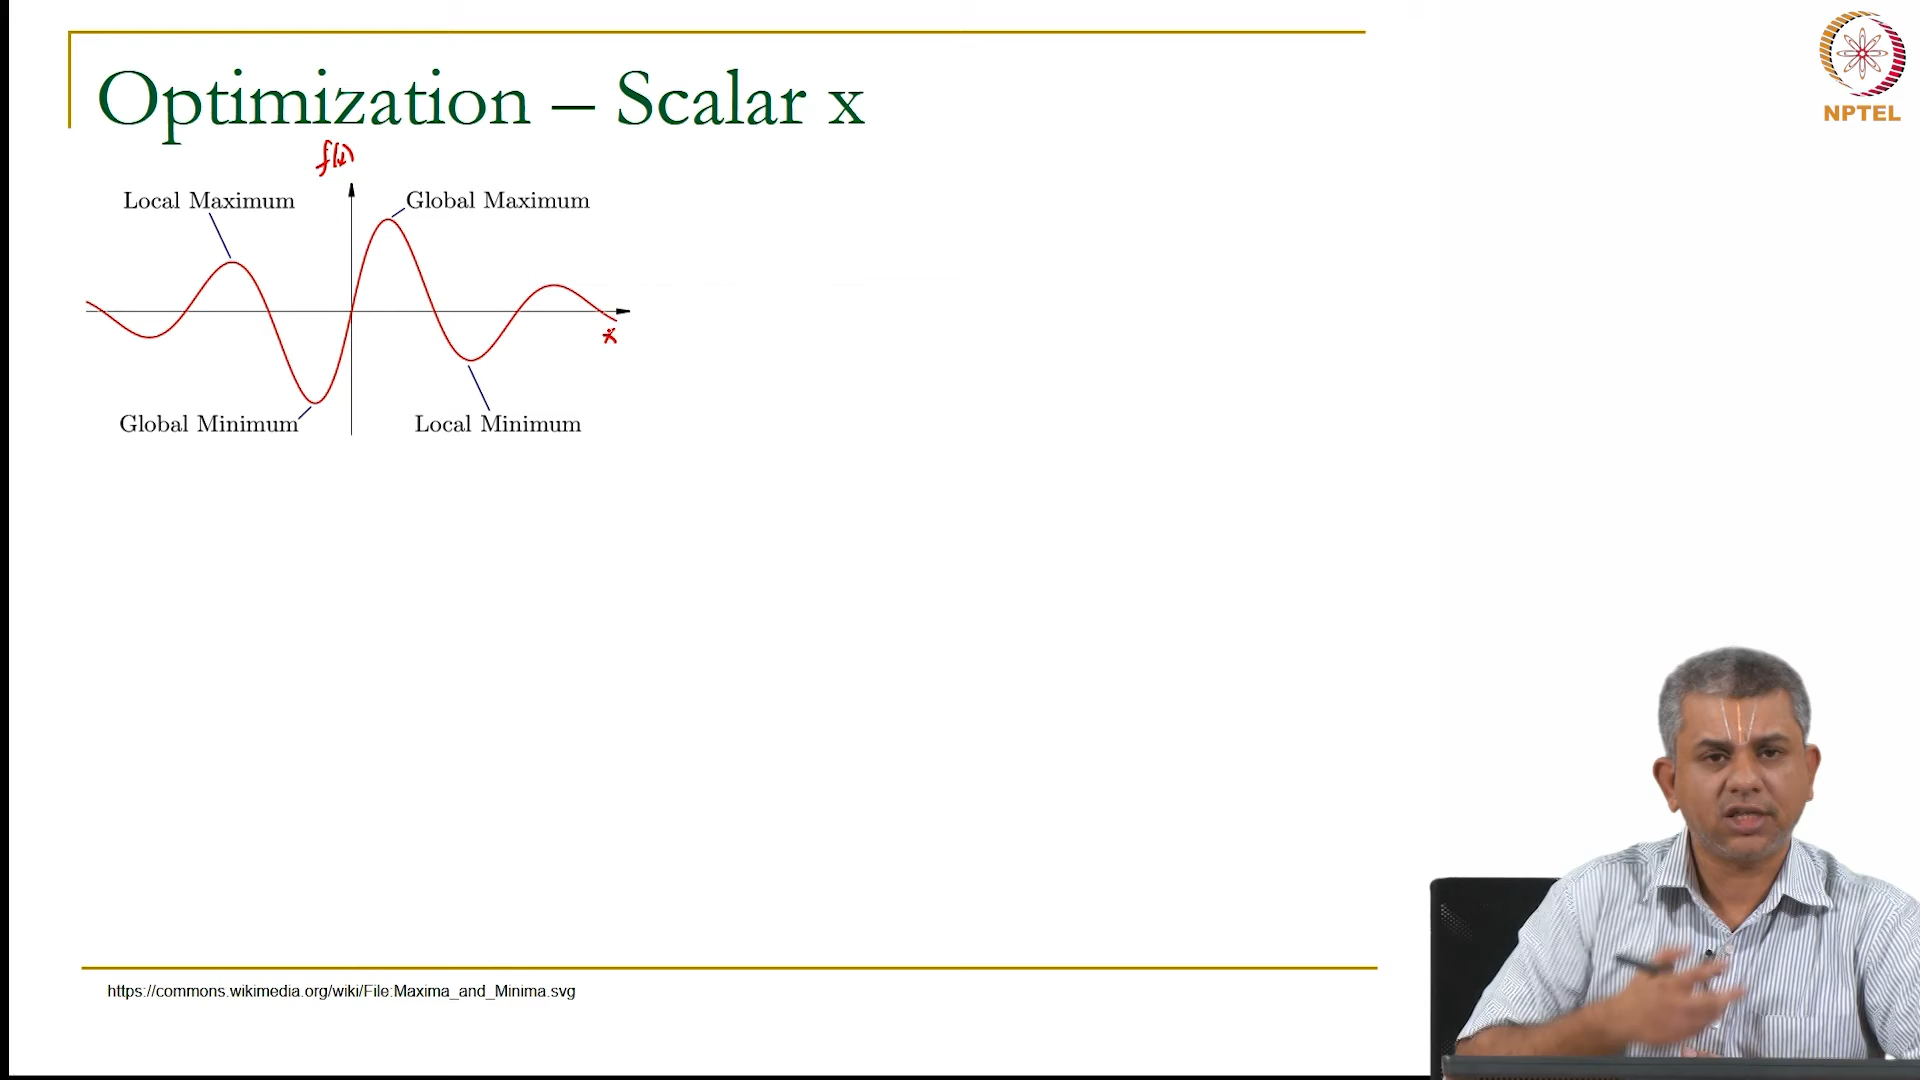 Optimization – Scalar x
NPTEL
f(x)
Local Maximum
Global Maximum
x
Global Minimum
Local Minimum
https://commons.wikimedia.org/wiki/File:Maxima_and_Minima.svg